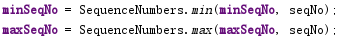 minSeqNo = SequenceNumbers.min(minSeqNo, seqNo);
maxSeqNo = SequenceNumbers.max(maxSeqNo, seqNo);